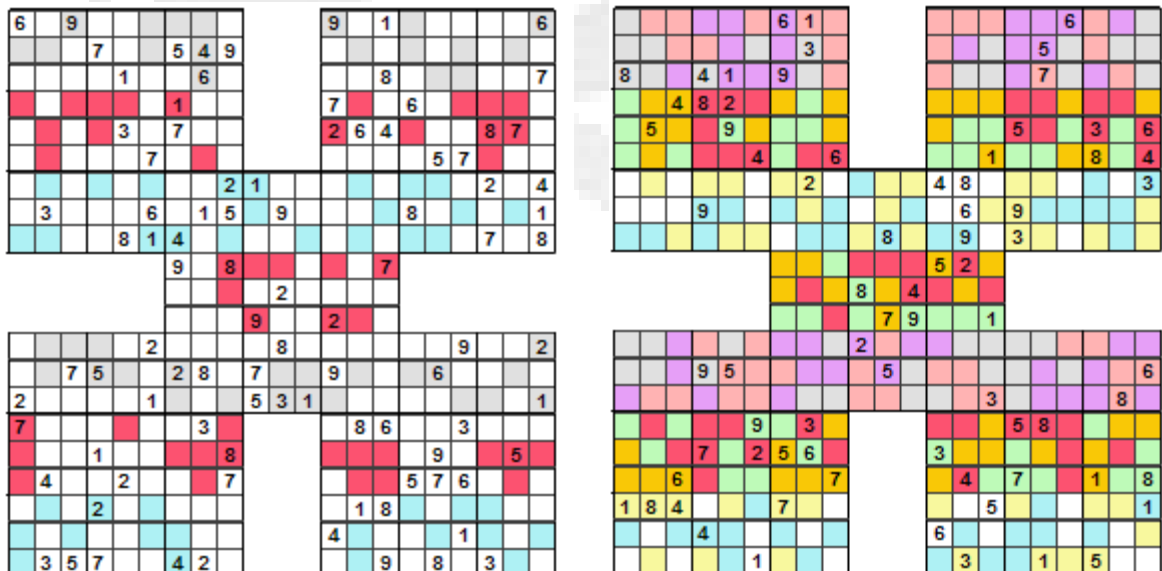 6 9 9 1 6
7 5 4 9
1 6 8 7
1 7 6
3 7 2 6 4 8 7
7 5 7
2 1 2 4
3 6 1 5 9 8 1
8 1 4 7 8
9 8 7
2
9 2
2 8 9 2
7 5 2 8 7 9 6
2 1 5 3 1 1
7 3 8 6 3
1 8 9 5
4 2 7 5 7 6
2 1 8
4 1
3 5 7 4 2 9 8 3
6 1 6
3 5
8 4 1 9 7
4 8 2
5 9 5 3 6
4 6 1 8 4
2 4 8 3
9 6 9
8 9 3
5 2
8 4
7 9 1
2
9 5 5 6
3 8
9 3 5 8
7 2 5 6 3
6 7 4 7 1 8
1 8 4 7 5 1
4 6
1 3 1 5